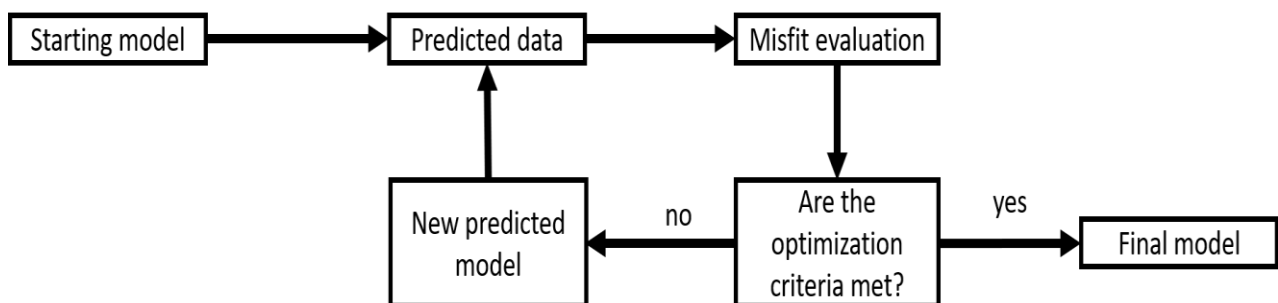 Starting model
Predicted data
Misfit evaluation
New predicted
model
no
Are the
optimization
criteria met?
yes
Final model